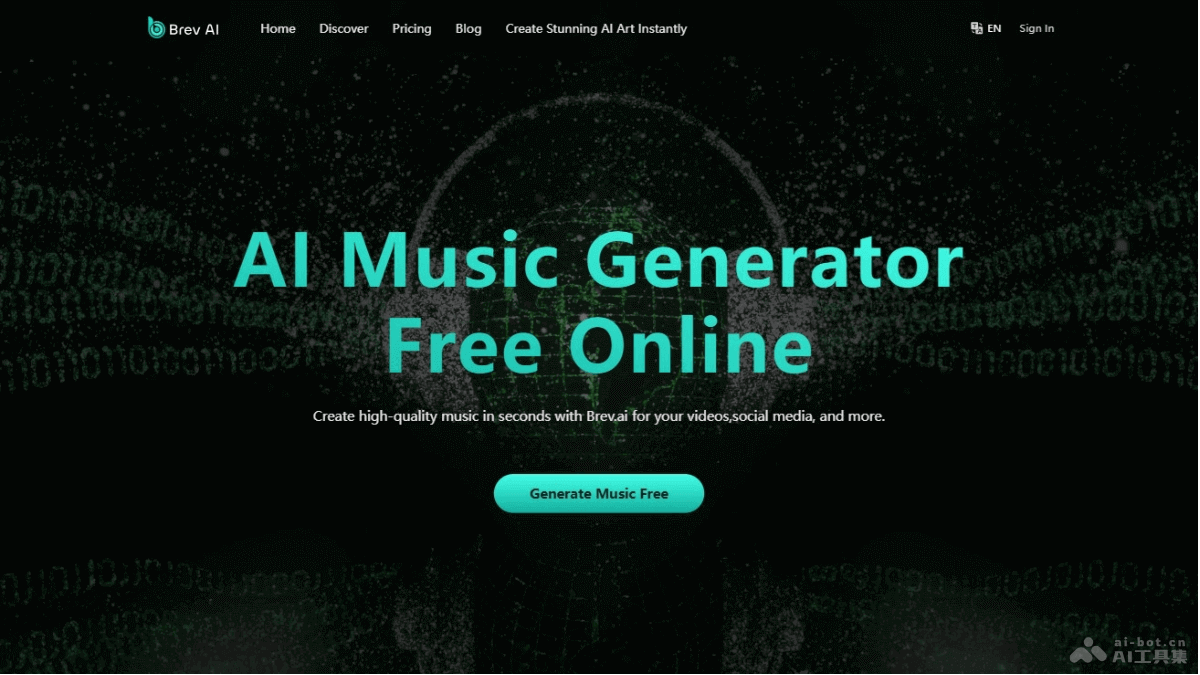 Brev AI
Home
Discover
Pricing
Blog
Create Stunning AI Art Instantly
EN
Sign In
AI Music Generator
Free Online
Create high-quality music in seconds with Brev.ai for your videos,social media, and more.
Generate Music Free
ai-bot.cn
AI工具集